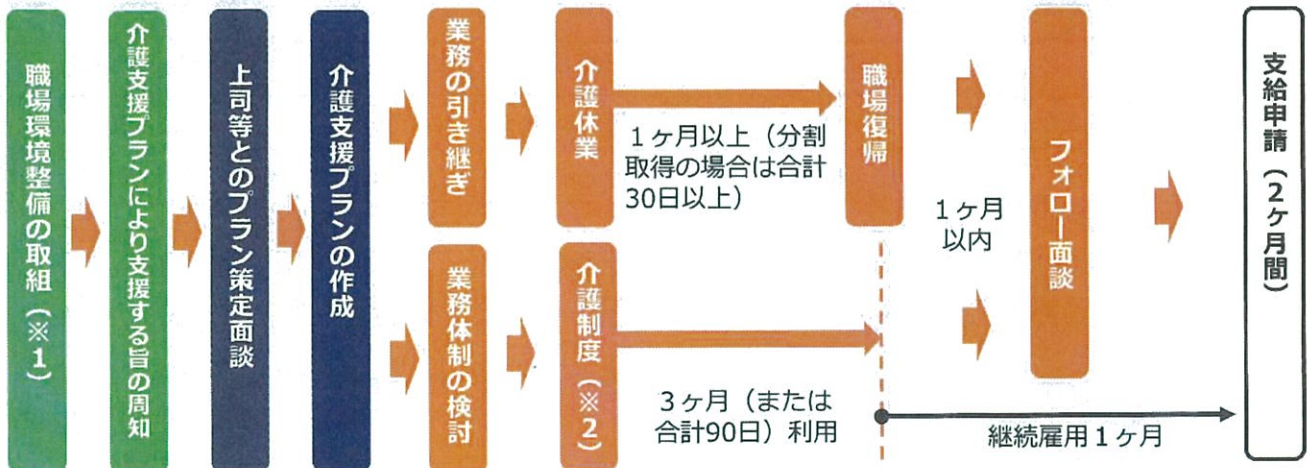 職場環境整備の取組（※１）
介護支援プランにより支援する旨の周知
上司等とのプラン策定面談
介護支援プランの作成
業務の引き継ぎ
介護休業
１ヶ月以上（分割
取得の場合は合計
30日以上）
職場復帰
業務体制の検討
介護制度（※２）
３ヶ月（または
合計90日）利用
１ヶ月
以内
フォロー面談
継続雇用１ヶ月
支給申請（２ヶ月間）